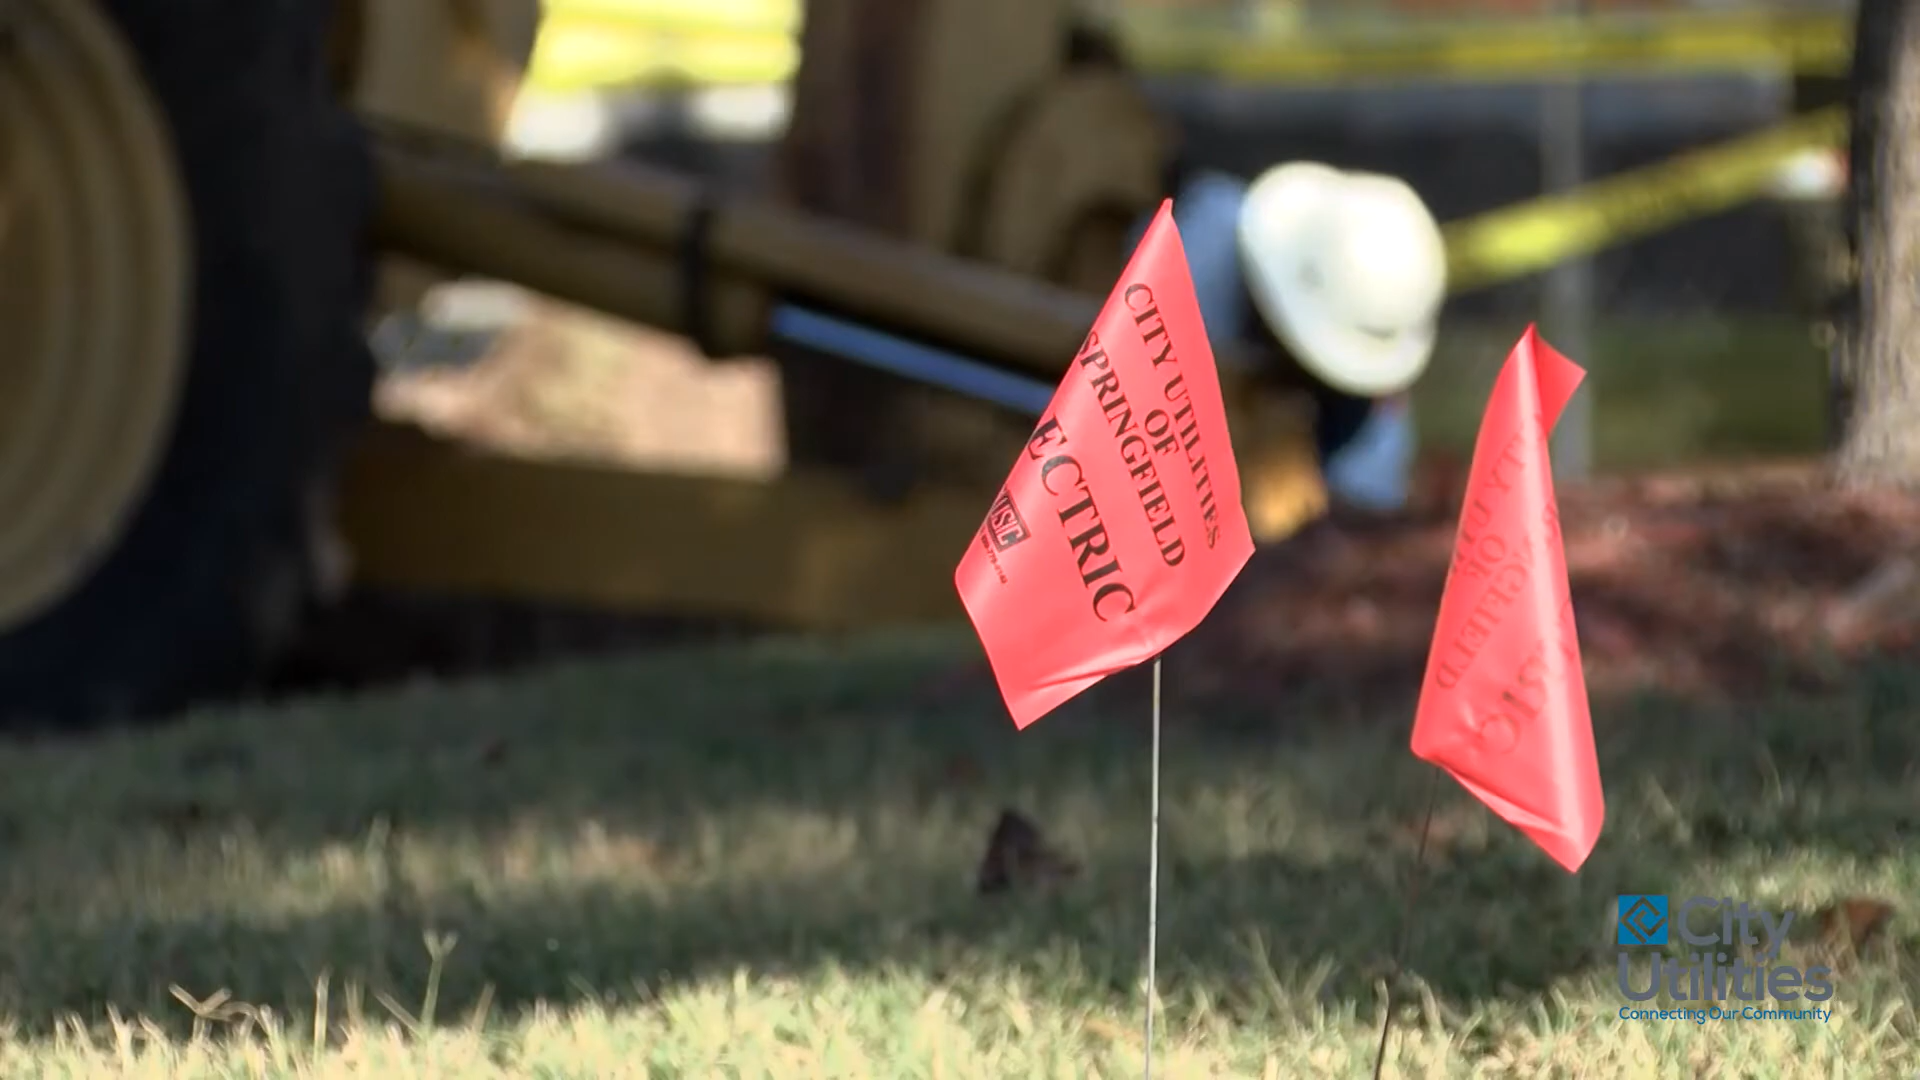 CITY UTILITIES
OF
SPRINGFIELD
ECTRIC
City
Utilities
Connecting Our Community